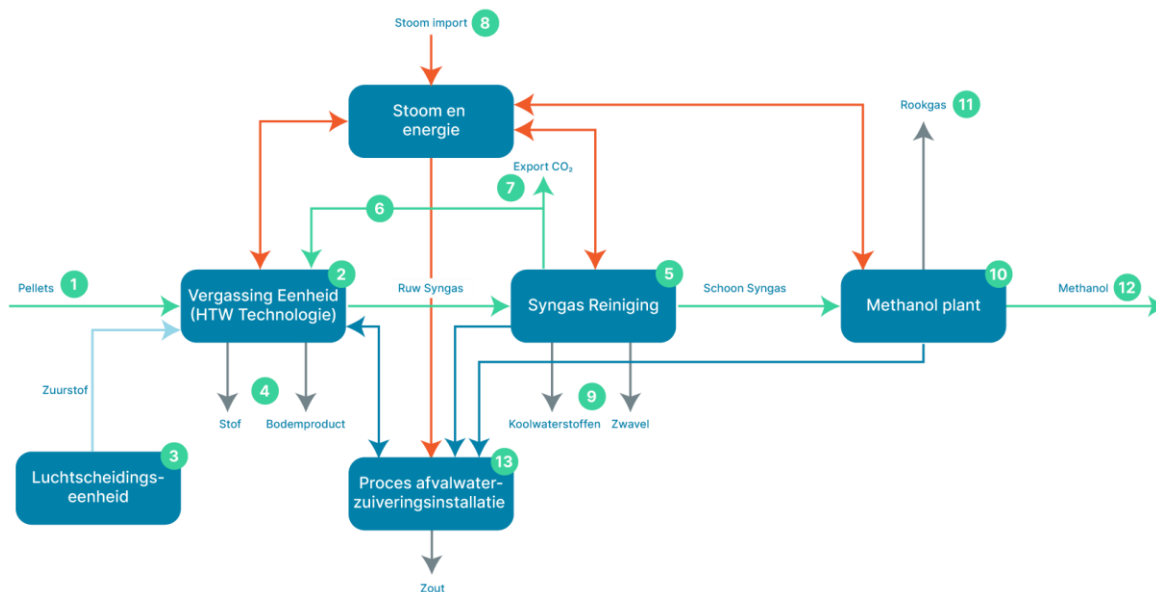 Stoom import
8
Stoom en
energie
Rookgas
11
Export CO₂
7
6
Pellets
1
2
Vergassing Eenheid
(HTW Technologie)
Ruw Syngas
5
Syngas Reiniging
Schoon Syngas
10
Methanol plant
Methanol
12
Zuurstof
4
Stof
Bodemproduct
9
Koolwaterstoffen
Zwavel
3
Luchtscheidings-
eenheid
13
Proces afvalwater-
zuiveringsinstallatie
Zout